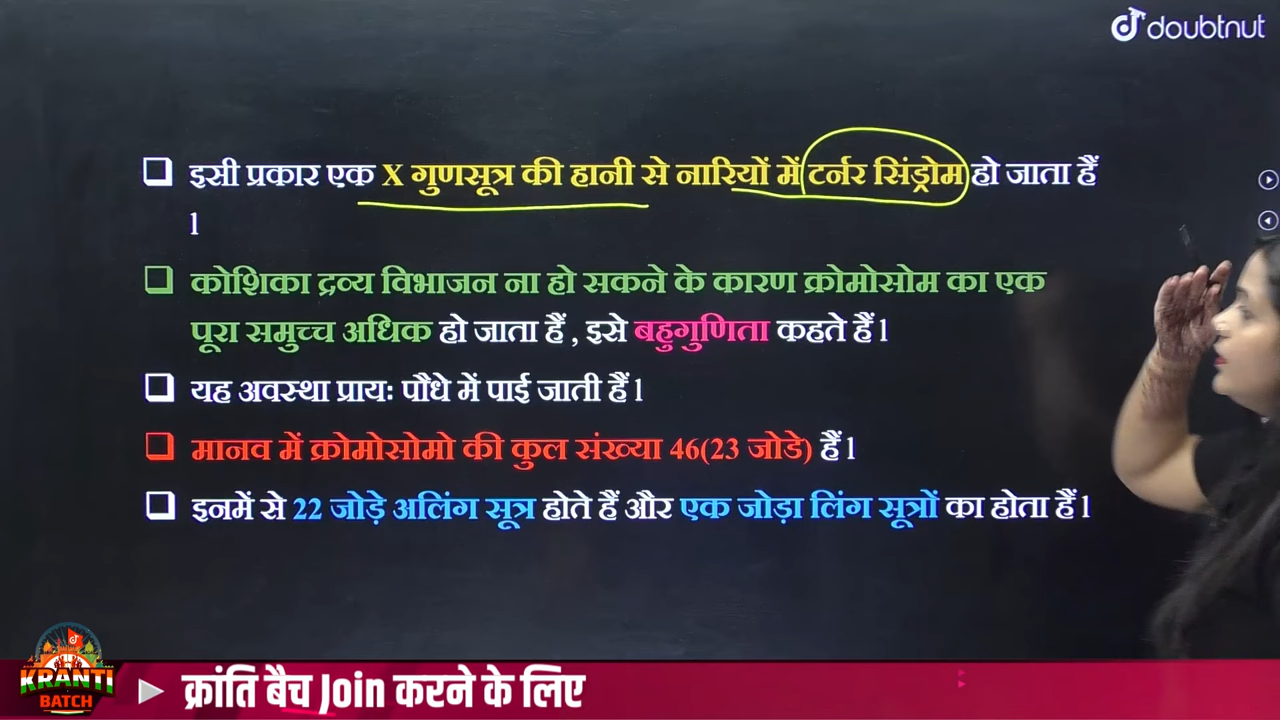 doubtnut
❑ इसी प्रकार एक X गुणसूत्र की हानी से नारियों में टर्नर सिंड्रोम हो जाता हैं
l
❑ कोशिका द्रव्य विभाजन ना हो सकने के कारण क्रोमोसोम का एक
पूरा समुच्च अधिक हो जाता हैं , इसे बहुगुणिता कहते हैं l
❑ यह अवस्था प्रायः पौधे में पाई जाती हैं l
❑ मानव में क्रोमोसोमो की कुल संख्या 46(23 जोडे) हैं l
❑ इनमें से 22 जोड़े अलिंग सूत्र होते हैं और एक जोड़ा लिंग सूत्रों का होता हैं l
KRANTI
BATCH
क्रांति बैच Join करने के लिए